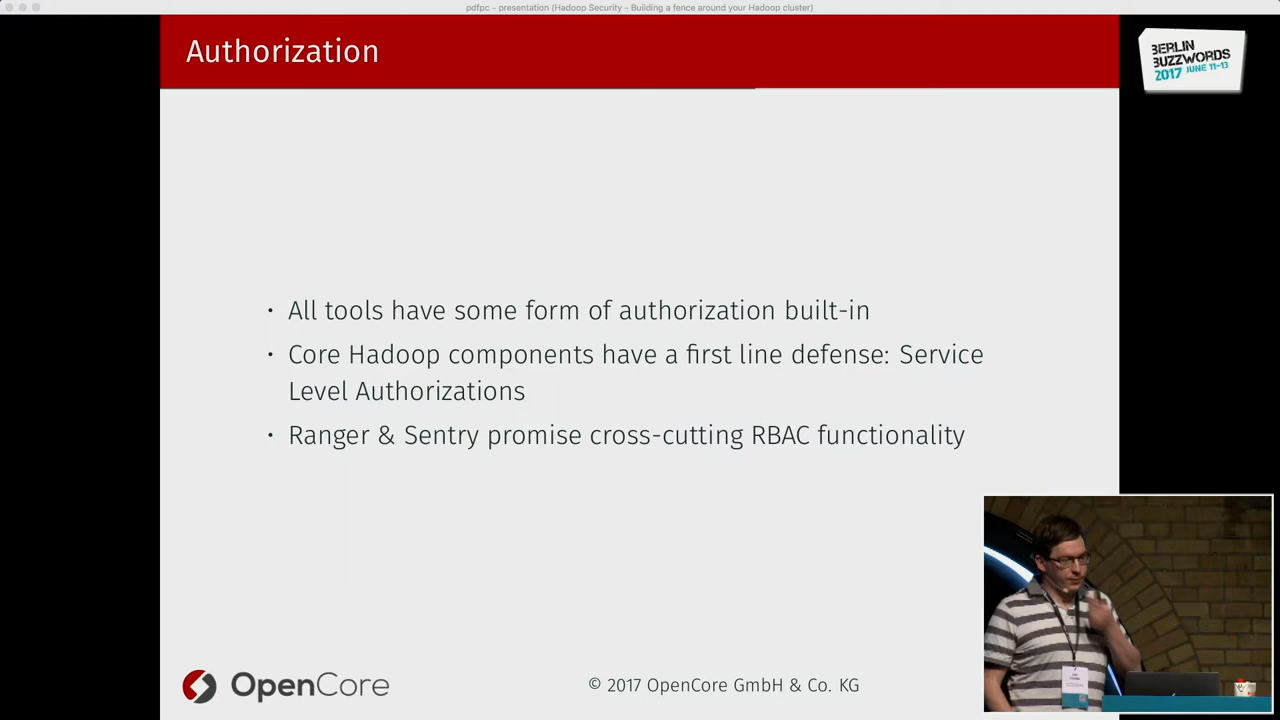 pdfpc - presentation (Hadoop Security - Building a fence around your Hadoop cluster)
Authorization
BERLIN
BUZZWORDS
2017 JUNE 11-13
• All tools have some form of authorization built-in
• Core Hadoop components have a first line defense: Service
Level Authorizations
• Ranger & Sentry promise cross-cutting RBAC functionality
OpenCore
© 2017 OpenCore GmbH & Co. KG